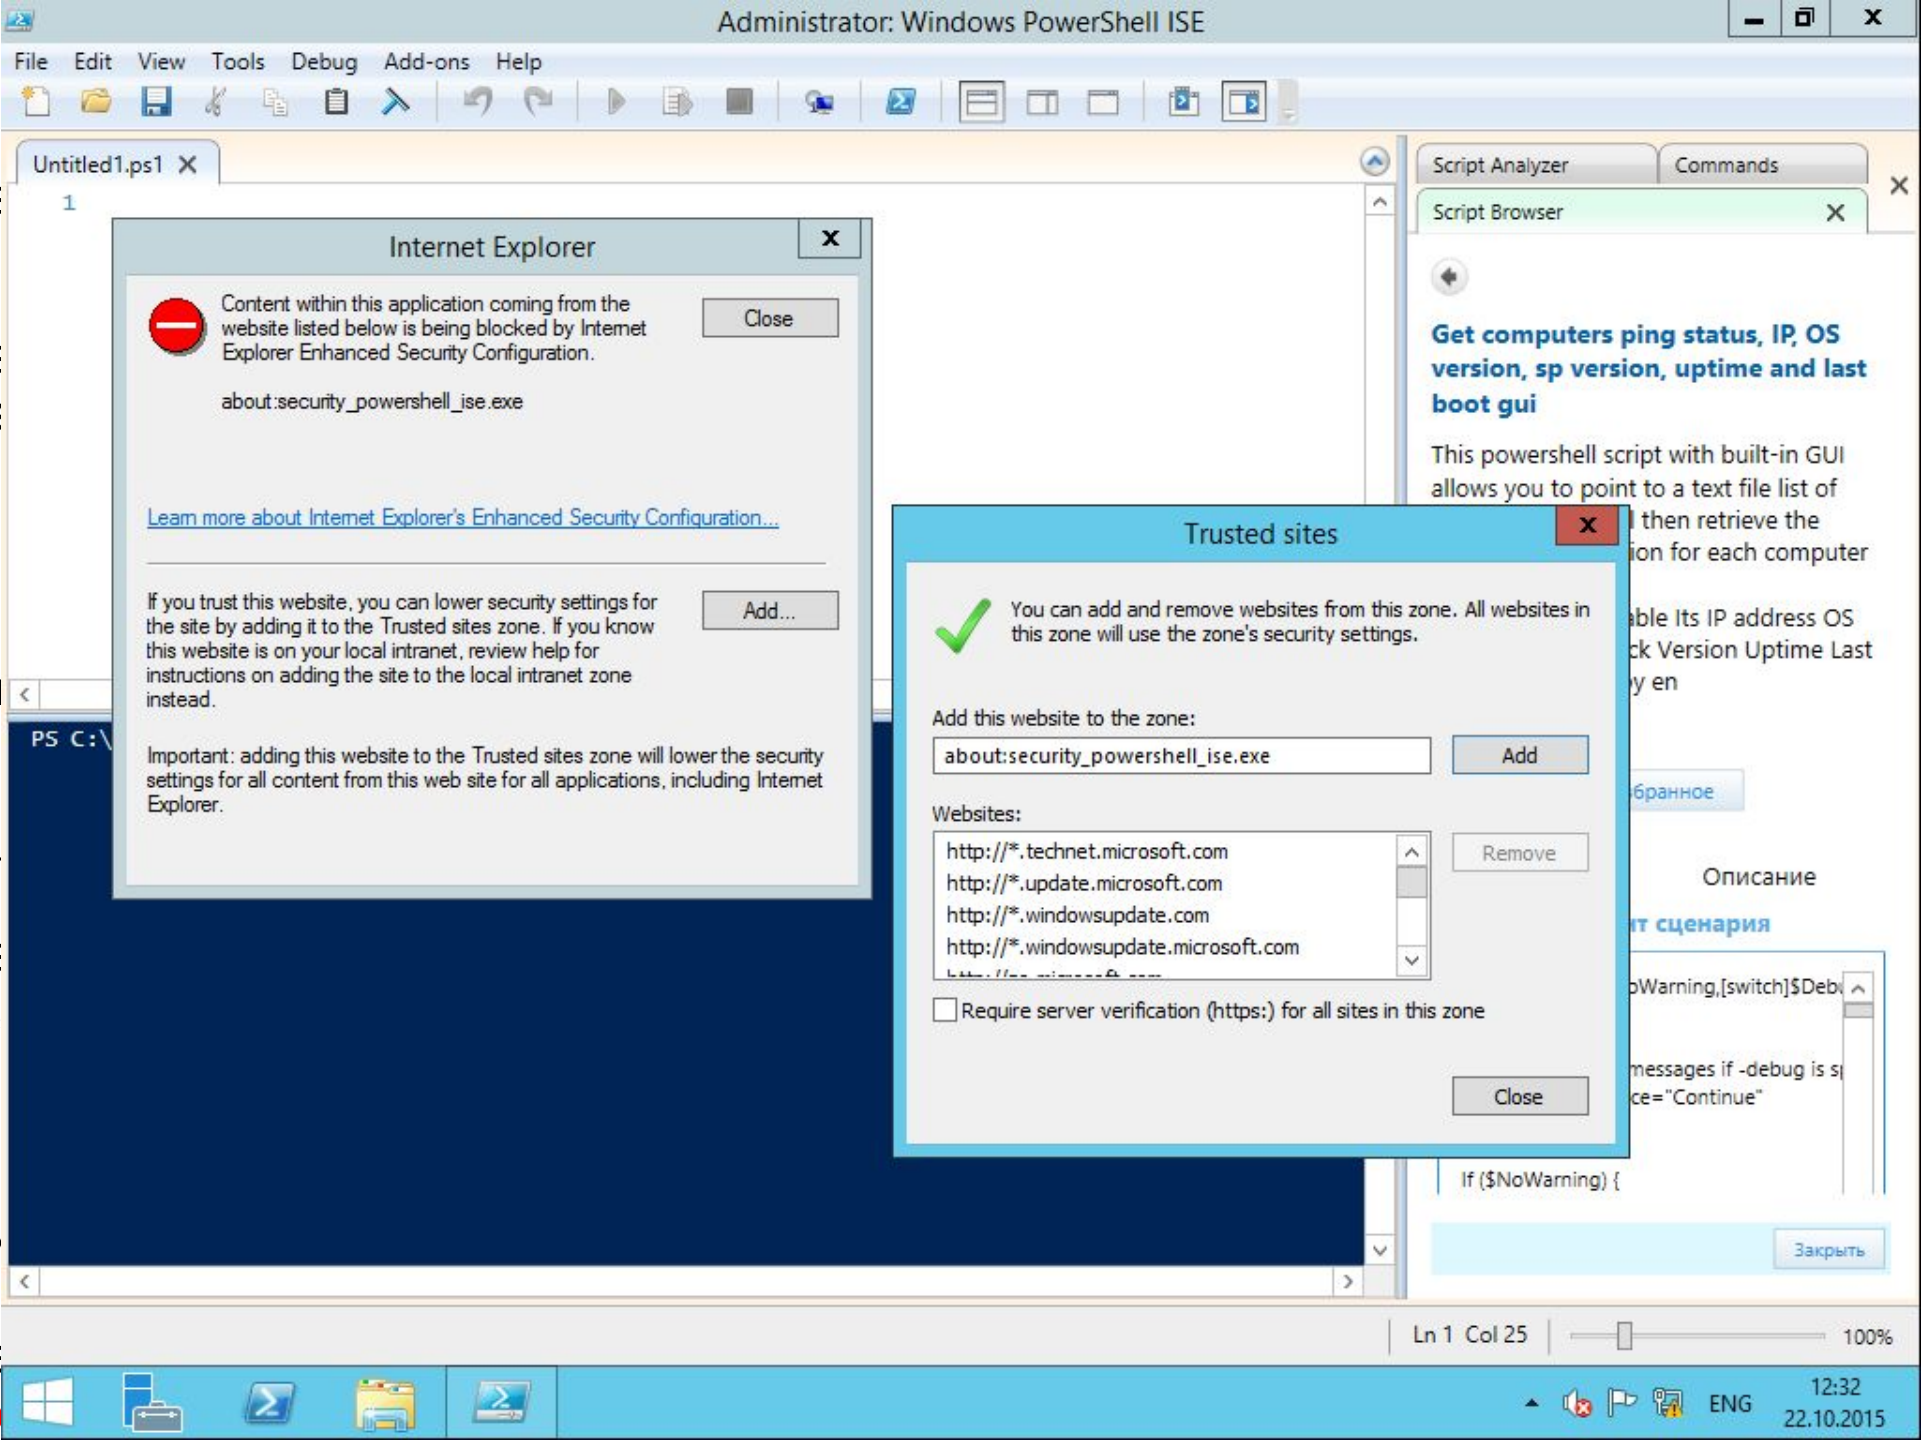 Administrator: Windows PowerShell ISE
File Edit View Tools Debug Add-ons Help
Untitled1.ps1
1
Script Analyzer
Commands
Script Browser
Internet Explorer
Content within this application coming from the
website listed below is being blocked by Internet
Explorer Enhanced Security Configuration.
Close
about:security_powershell_ise.exe
Learn more about Internet Explorer's Enhanced Security Configuration...
If you trust this website, you can lower security settings for
the site by adding it to the Trusted sites zone. If you know
this website is on your local intranet, review help for
instructions on adding the site to the local intranet zone
instead.
Add...
Important: adding this website to the Trusted sites zone will lower the security
settings for all content from this web site for all applications, including Internet
Explorer.
PS C:\
Get computers ping status, IP, OS
version, sp version, uptime and last
boot gui
This powershell script with built-in GUI
allows you to point to a text file list of
then retrieve the
for each computer
Its IP address OS
Version Uptime Last
en
Описание
сценария
[switch]$Deb
messages if -debug is
="Continue"
If ($NoWarning) {
Закрыть
Trusted sites
You can add and remove websites from this zone. All websites in
this zone will use the zone's security settings.
Add this website to the zone:
about:security_powershell_ise.exe
Add
Websites:
http://*.technet.microsoft.com
http://*.update.microsoft.com
http://*.windowsupdate.com
http://*.windowsupdate.microsoft.com
Remove
Require server verification (https:) for all sites in this zone
Close
Ln 1 Col 25
100%
ENG
12:32
22.10.2015